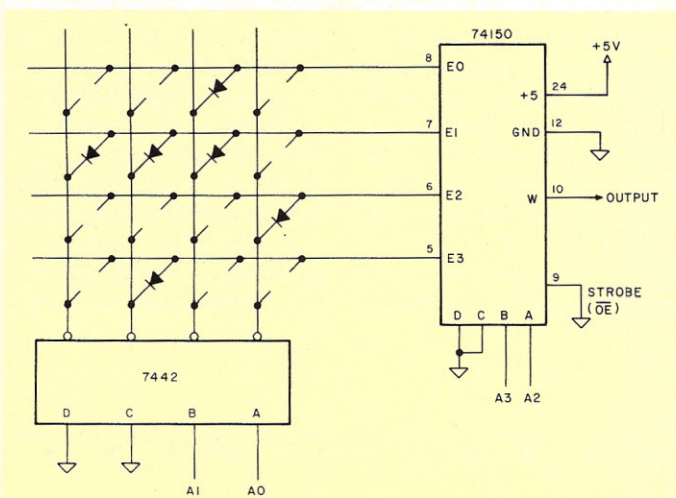 74150
+5V
8 E0
+5 24
7 E1
GND 12
6 E2
W 10 OUTPUT
5 E3
9
STROBE
(OE)
D C B A
7442
A3 A2
D C B A
A1 A0